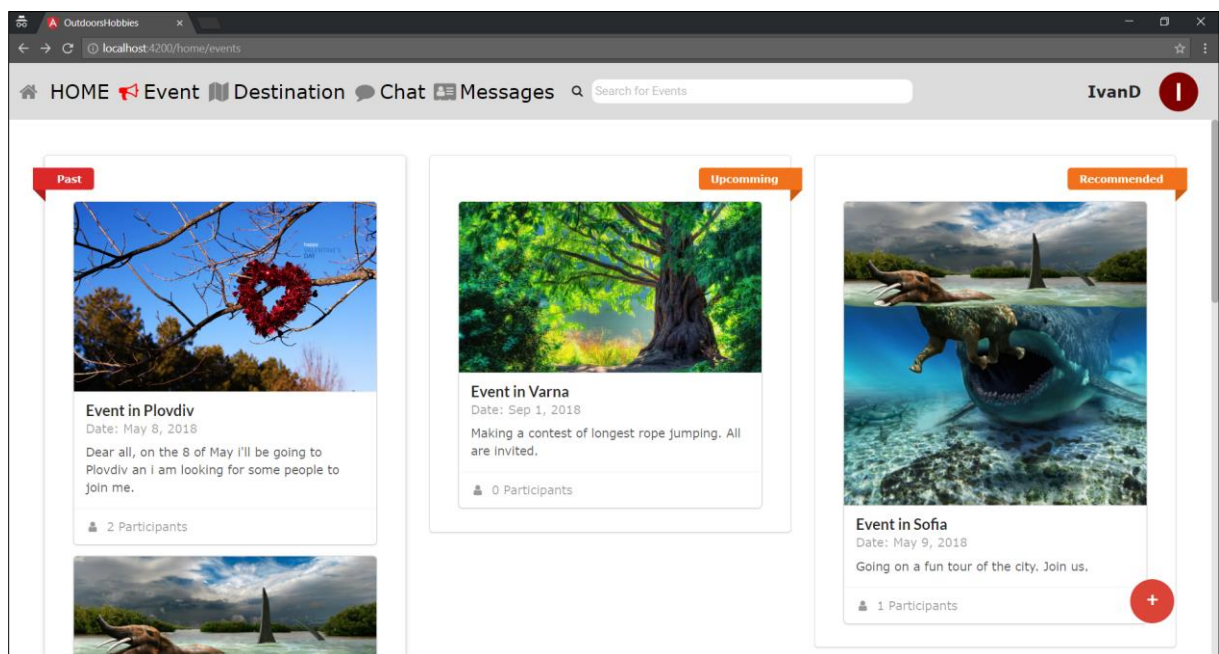 OutdoorsHobbies
localhost:4200/home/events
HOME Event Destination Chat Messages Search for Events IvanD I
Past
Event in Plovdiv
Date: May 8, 2018
Dear all, on the 8 of May i'll be going to
Plovdiv an i am looking for some people to
join me.
2 Participants
Upcomming
Event in Varna
Date: Sep 1, 2018
Making a contest of longest rope jumping. All
are invited.
0 Participants
Recommended
Event in Sofia
Date: May 9, 2018
Going on a fun tour of the city. Join us.
1 Participants
+